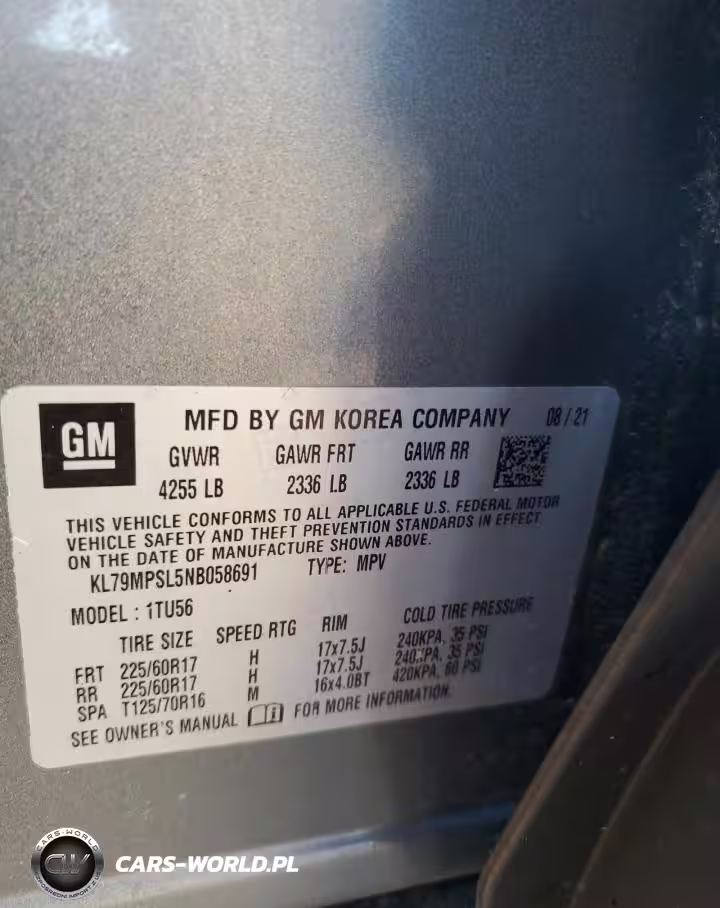 GM
MFD BY GM KOREA COMPANY 08/21
GVWR GAWR FRT GAWR RR
4255 LB 2336 LB 2336 LB
THIS VEHICLE CONFORMS TO ALL APPLICABLE U.S. FEDERAL MOTOR
VEHICLE SAFETY AND THEFT PREVENTION STANDARDS IN EFFECT
ON THE DATE OF MANUFACTURE SHOWN ABOVE.
KL79MPSL5NB058691 TYPE: MPV
MODEL : 1TU56
TIRE SIZE SPEED RTG RIM COLD TIRE PRESSURE
FRT 225/60R17 H 17x7.5J 240KPA, 35 PSI
RR 225/60R17 H 17x7.5J 240KPA, 35 PSI
SPA T125/70R16 M 16x4.0BT 420KPA, 60 PSI
SEE OWNER'S MANUAL FOR MORE INFORMATION.
CARS-WORLD
CW
CARS-WORLD.PL